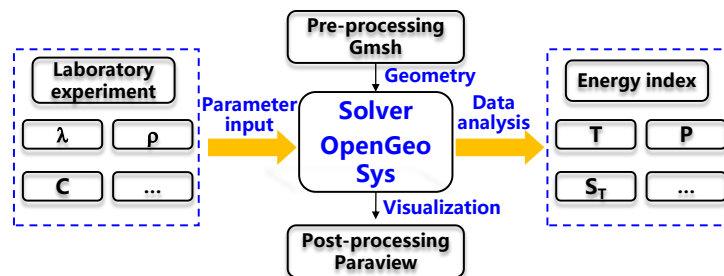 Pre-processing
Gmsh
Laboratory
experiment
λ
ρ
C
...
Parameter
input
Geometry
Solver
OpenGeo
Sys
Data
analysis
Visualization
Post-processing
Paraview
Energy index
T
P
S_T
...